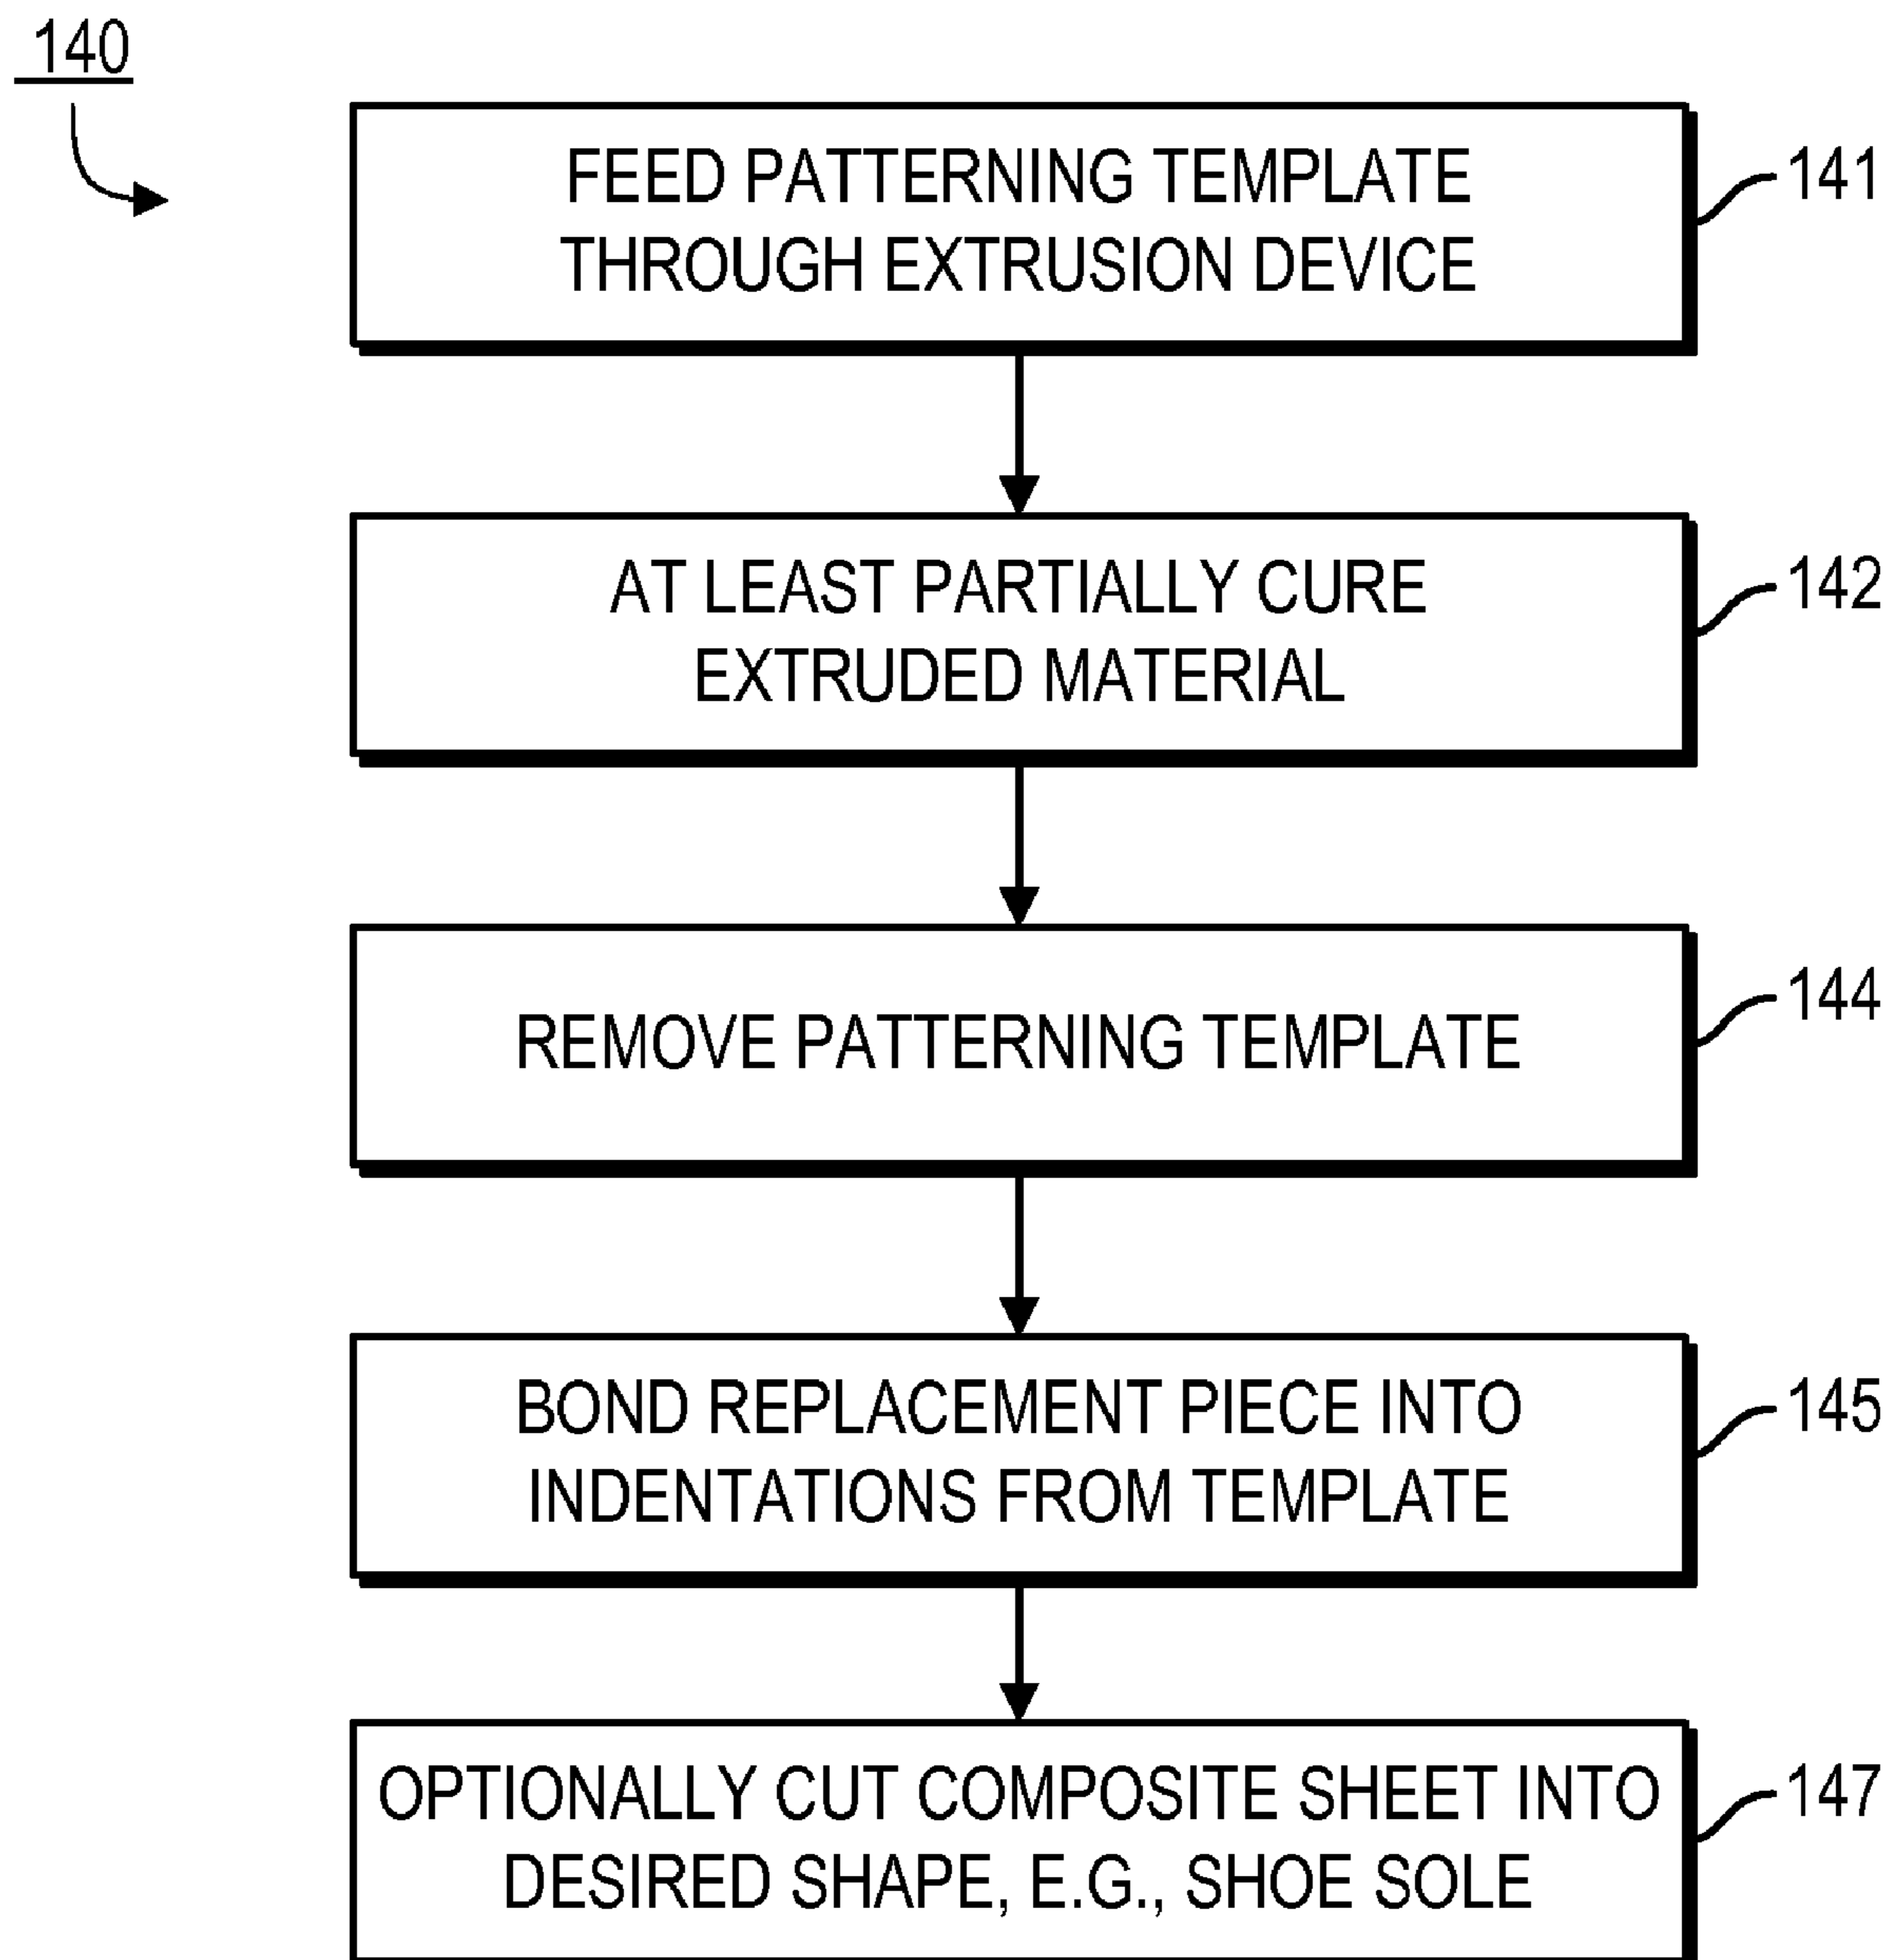 140
FEED PATTERNING TEMPLATE
THROUGH EXTRUSION DEVICE
141
AT LEAST PARTIALLY CURE
EXTRUDED MATERIAL
142
REMOVE PATTERNING TEMPLATE
144
BOND REPLACEMENT PIECE INTO
INDENTATIONS FROM TEMPLATE
145
OPTIONALLY CUT COMPOSITE SHEET INTO
DESIRED SHAPE, E.G., SHOE SOLE
147